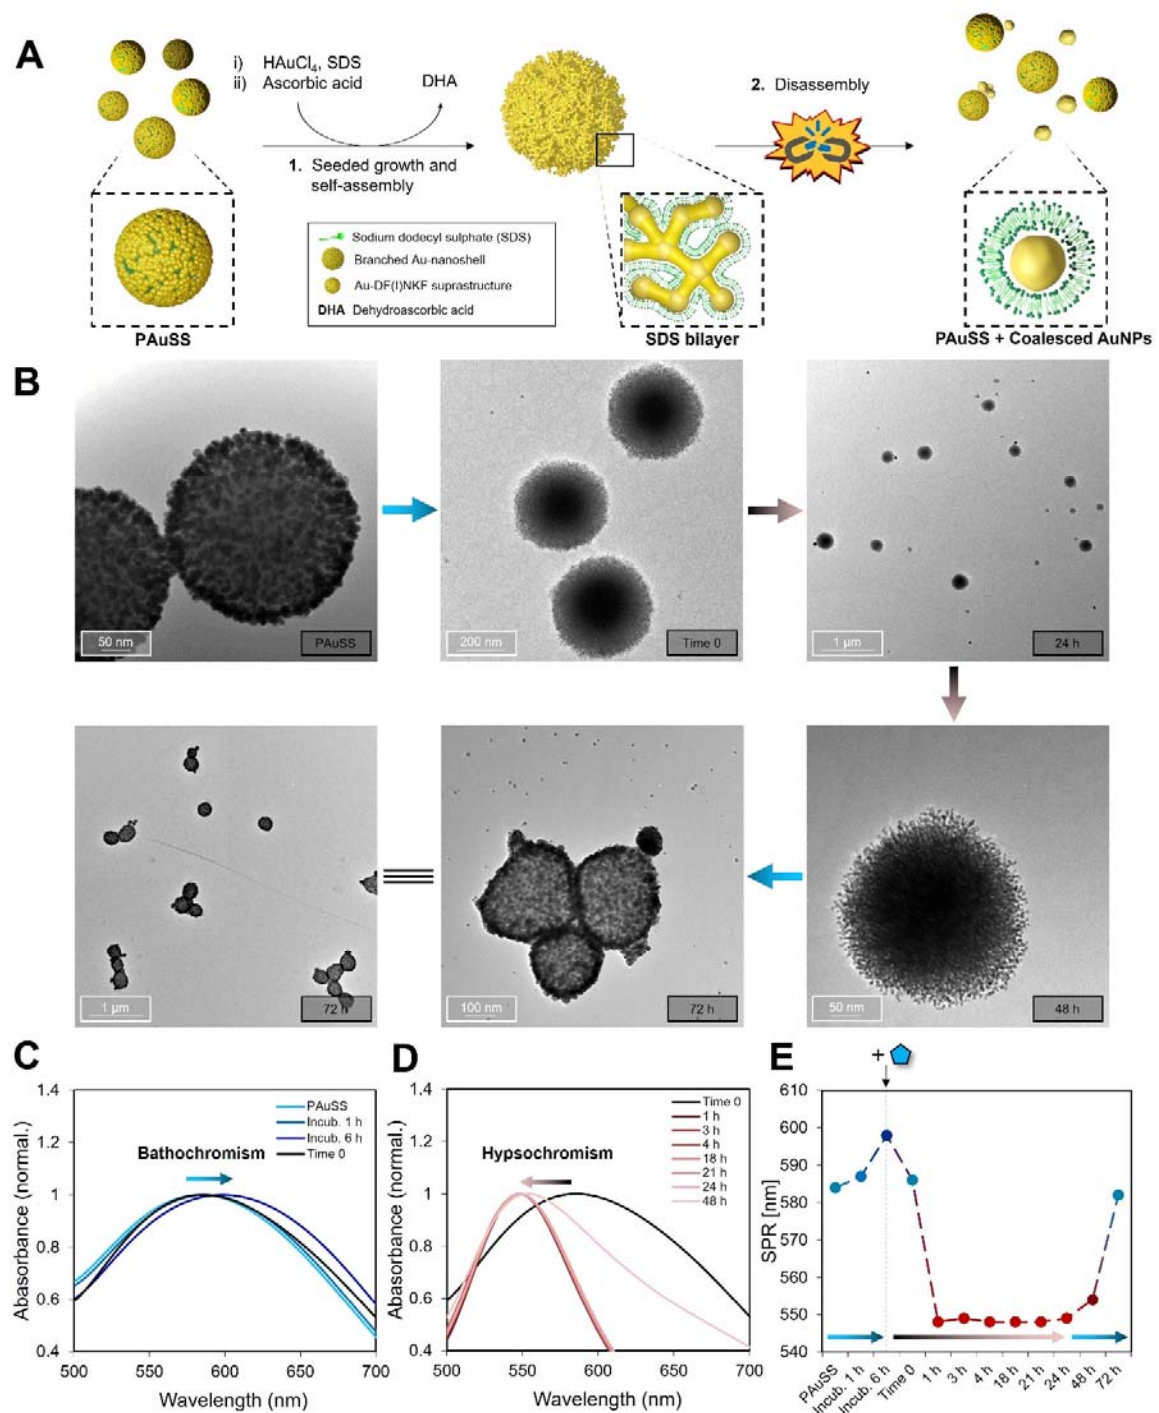 A
i) HAuCl4, SDS
ii) Ascorbic acid
DHA
1. Seeded growth and
self-assembly
2. Disassembly
Sodium dodecyl sulphate (SDS)
Branched Au-nanoshell
Au-DF(I)NKF suprastructure
DHA Dehydroascorbic acid
PAuSS
SDS bilayer
PAuSS + Coalesced AuNPs
B
50 nm
PAuSS
200 nm
Time 0
1 µm
24 h
1 µm
72 h
100 nm
72 h
50 nm
48 h
C
Abasorbance (normal.)
1.4
1.2
1
0.8
0.6
0.4
PAuSS
Incub. 1 h
Incub. 6 h
Time 0
Bathochromism
500
550
600
650
700
Wavelength (nm)
D
Abasorbance (normal.)
1.4
1.2
1
0.8
0.6
0.4
Time 0
1 h
3 h
4 h
18 h
21 h
24 h
48 h
Hypsochromism
500
550
600
650
700
Wavelength (nm)
+
E
SPR [nm]
610
600
590
580
570
560
550
540
PAuSS
Incub. 1 h
Incub. 6 h
Time 0
1 h
3 h
4 h
18 h
21 h
24 h
48 h
72 h